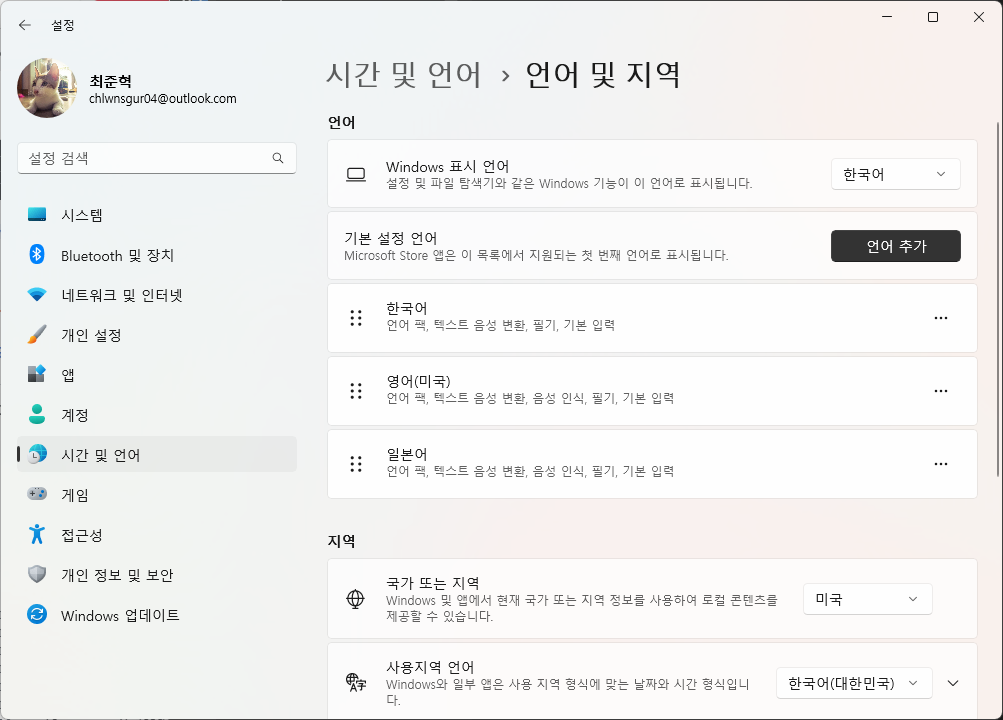 설정
최준혁
chlwnsgur04@outlook.com
설정 검색
시스템
Bluetooth 및 장치
네트워크 및 인터넷
개인 설정
앱
계정
시간 및 언어
게임
접근성
개인 정보 및 보안
Windows 업데이트
시간 및 언어 › 언어 및 지역
언어
Windows 표시 언어
설정 및 파일 탐색기와 같은 Windows 기능이 이 언어로 표시됩니다.
한국어
기본 설정 언어
Microsoft Store 앱은 이 목록에서 지원되는 첫 번째 언어로 표시됩니다.
언어 추가
한국어
언어 팩, 텍스트 음성 변환, 필기, 기본 입력
영어(미국)
언어 팩, 텍스트 음성 변환, 음성 인식, 필기, 기본 입력
일본어
언어 팩, 텍스트 음성 변환, 음성 인식, 필기, 기본 입력
지역
국가 또는 지역
Windows 및 앱에서 현재 국가 또는 지역 정보를 사용하여 로컬 콘텐츠를
제공할 수 있습니다.
미국
사용지역 언어
Windows와 일부 앱은 사용 지역 형식에 맞는 날짜와 시간 형식입니
다.
한국어(대한민국)